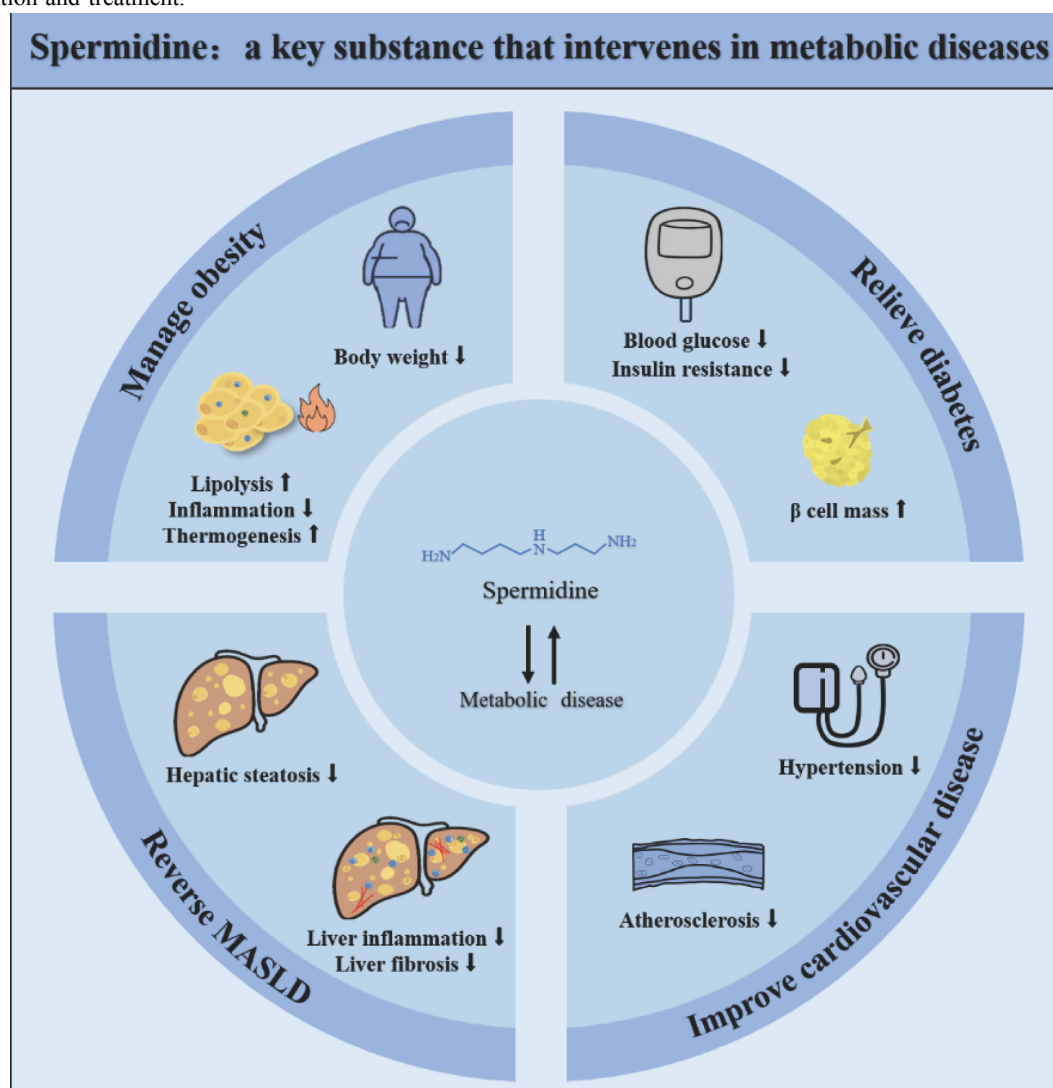 tion and treatment.
Spermidine: a key substance that intervenes in metabolic diseases
Manage obesity
Body weight ↓
Lipolysis ↑
Inflammation ↓
Thermogenesis ↑
Relieve diabetes
Blood glucose ↓
Insulin resistance ↓
β cell mass ↑
H₂N
H
N
NH₂
Spermidine
Metabolic disease
Reverse MASLD
Hepatic steatosis ↓
Liver inflammation ↓
Liver fibrosis ↓
Improve cardiovascular disease
Hypertension ↓
Atherosclerosis ↓